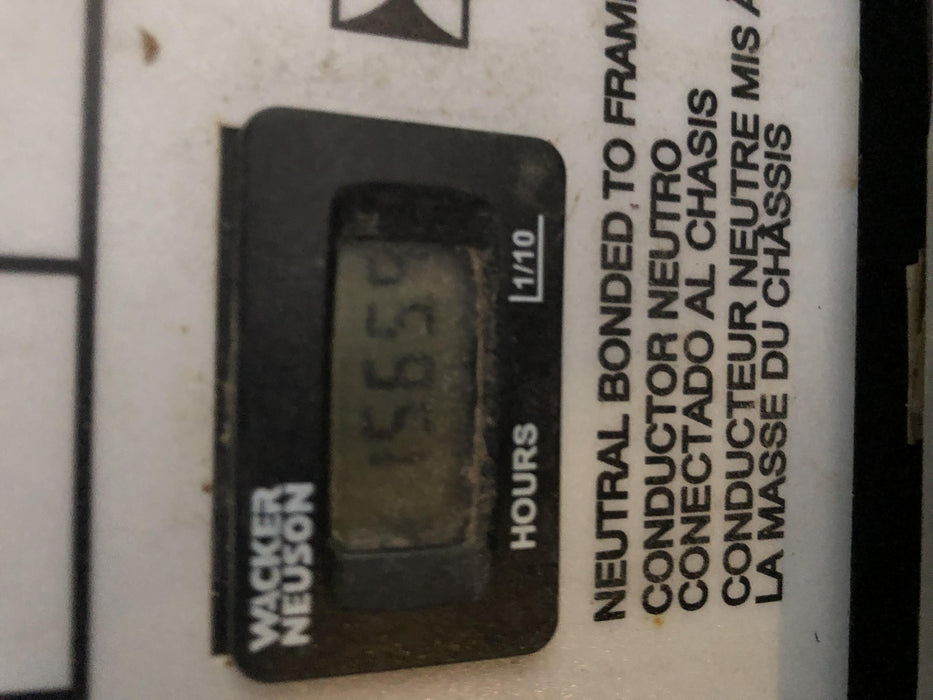 WACKER
NEUSON
HOURS
1/10
NEUTRAL BONDED TO
CONDUCTOR NEUTRO
CONECTADO AL CHASIS
CONDUCTEUR NEUTRE MIS À
LA MASSE DU CHÂSSIS